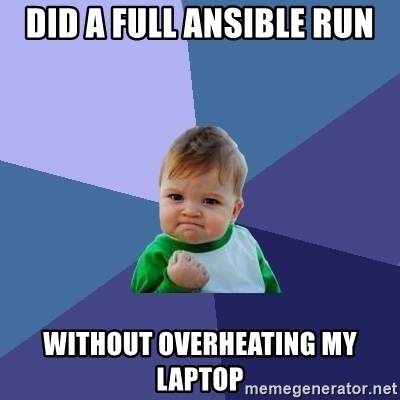 DID A FULL ANSIBLE RUN
WITHOUT OVERHEATING MY
LAPTOP
memegenerator.net